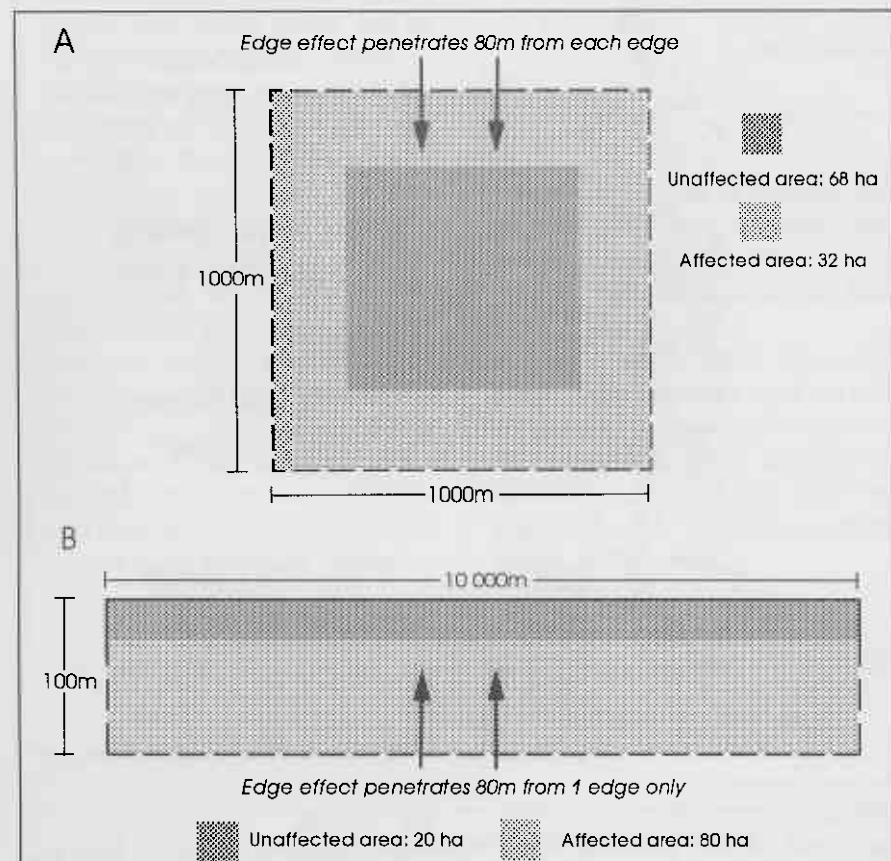 A
Edge effect penetrates 80m from each edge
Unaffected area: 68 ha
Affected area: 32 ha
1000m
1000m
B
10 000m
100m
Edge effect penetrates 80m from 1 edge only
Unaffected area: 20 ha Affected area: 80 ha